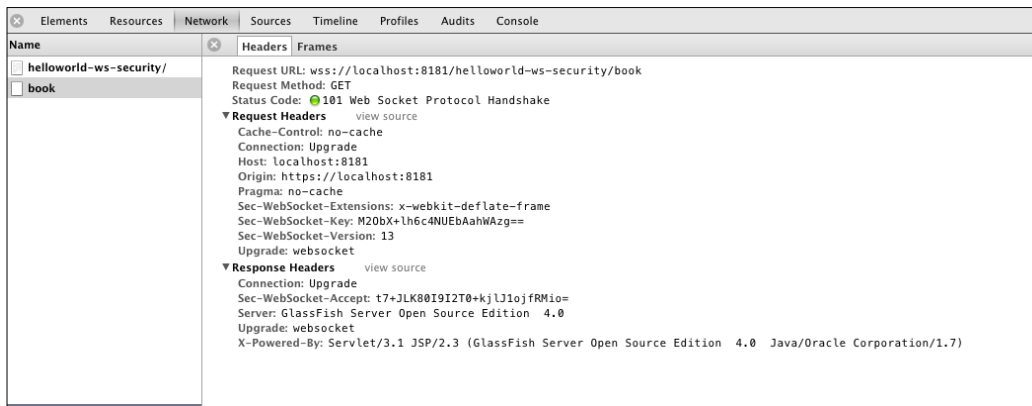 Elements Resources Network Sources Timeline Profiles Audits Console
Name
Headers Frames
helloworld-ws-security/
book
Request URL: wss://localhost:8181/helloworld-ws-security/book
Request Method: GET
Status Code: 101 Web Socket Protocol Handshake
Request Headers view source
Cache-Control: no-cache
Connection: Upgrade
Host: localhost:8181
Origin: https://localhost:8181
Pragma: no-cache
Sec-WebSocket-Extensions: x-webkit-deflate-frame
Sec-WebSocket-Key: M2ObX+lh6c4NUEbAahWAzg==
Sec-WebSocket-Version: 13
Upgrade: websocket
Response Headers view source
Connection: Upgrade
Sec-WebSocket-Accept: t7+JLK80I9I2T0+kjlJ1ojfRMio=
Server: GlassFish Server Open Source Edition 4.0
Upgrade: websocket
X-Powered-By: Servlet/3.1 JSP/2.3 (GlassFish Server Open Source Edition 4.0 Java/Oracle Corporation/1.7)